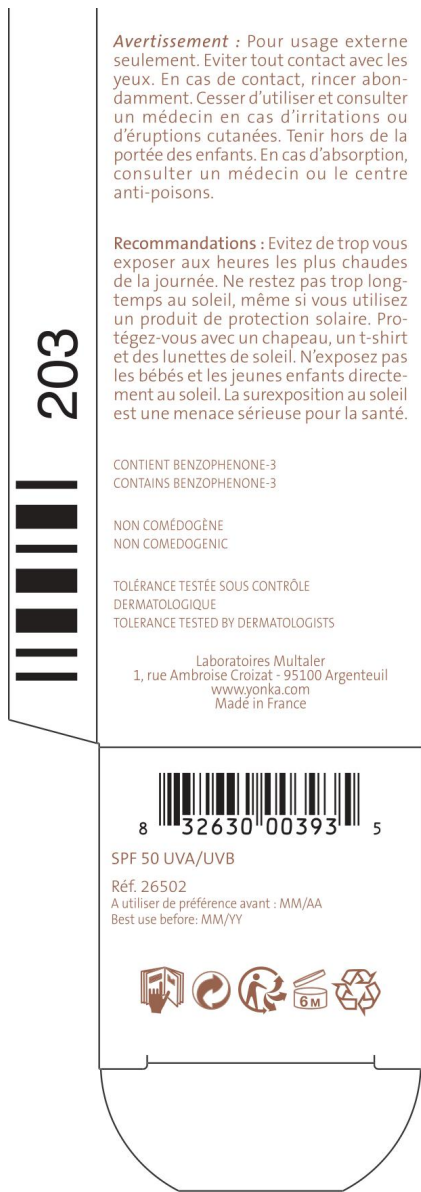 Avertissement : Pour usage externe
seulement. Eviter tout contact avec les
yeux. En cas de contact, rincer abon-
damment. Cesser d'utiliser et consulter
un médecin en cas d'irritations ou
d'éruptions cutanées. Tenir hors de la
portée des enfants. En cas d'absorption,
consulter un médecin ou le centre
anti-poisons.
Recommandations : Evitez de trop vous
exposer aux heures les plus chaudes
de la journée. Ne restez pas trop long-
temps au soleil, même si vous utilisez
un produit de protection solaire. Pro-
tégez-vous avec un chapeau, un t-shirt
et des lunettes de soleil. N'exposez pas
les bébés et les jeunes enfants directe-
ment au soleil. La surexposition au soleil
est une menace sérieuse pour la santé.
203
CONTIENT BENZOPHENONE-3
CONTAINS BENZOPHENONE-3
NON COMÉDOGÈNE
NON COMEDOGENIC
TOLÉRANCE TESTÉE SOUS CONTRÔLE
DERMATOLOGIQUE
TOLERANCE TESTED BY DERMATOLOGISTS
Laboratoires Multaler
1, rue Ambroise Croizat - 95100 Argenteuil
www.yonka.com
Made in France
8 32630 00393 5
SPF 50 UVA/UVB
Réf. 26502
A utiliser de préférence avant : MM/AA
Best use before: MM/YY
6 M